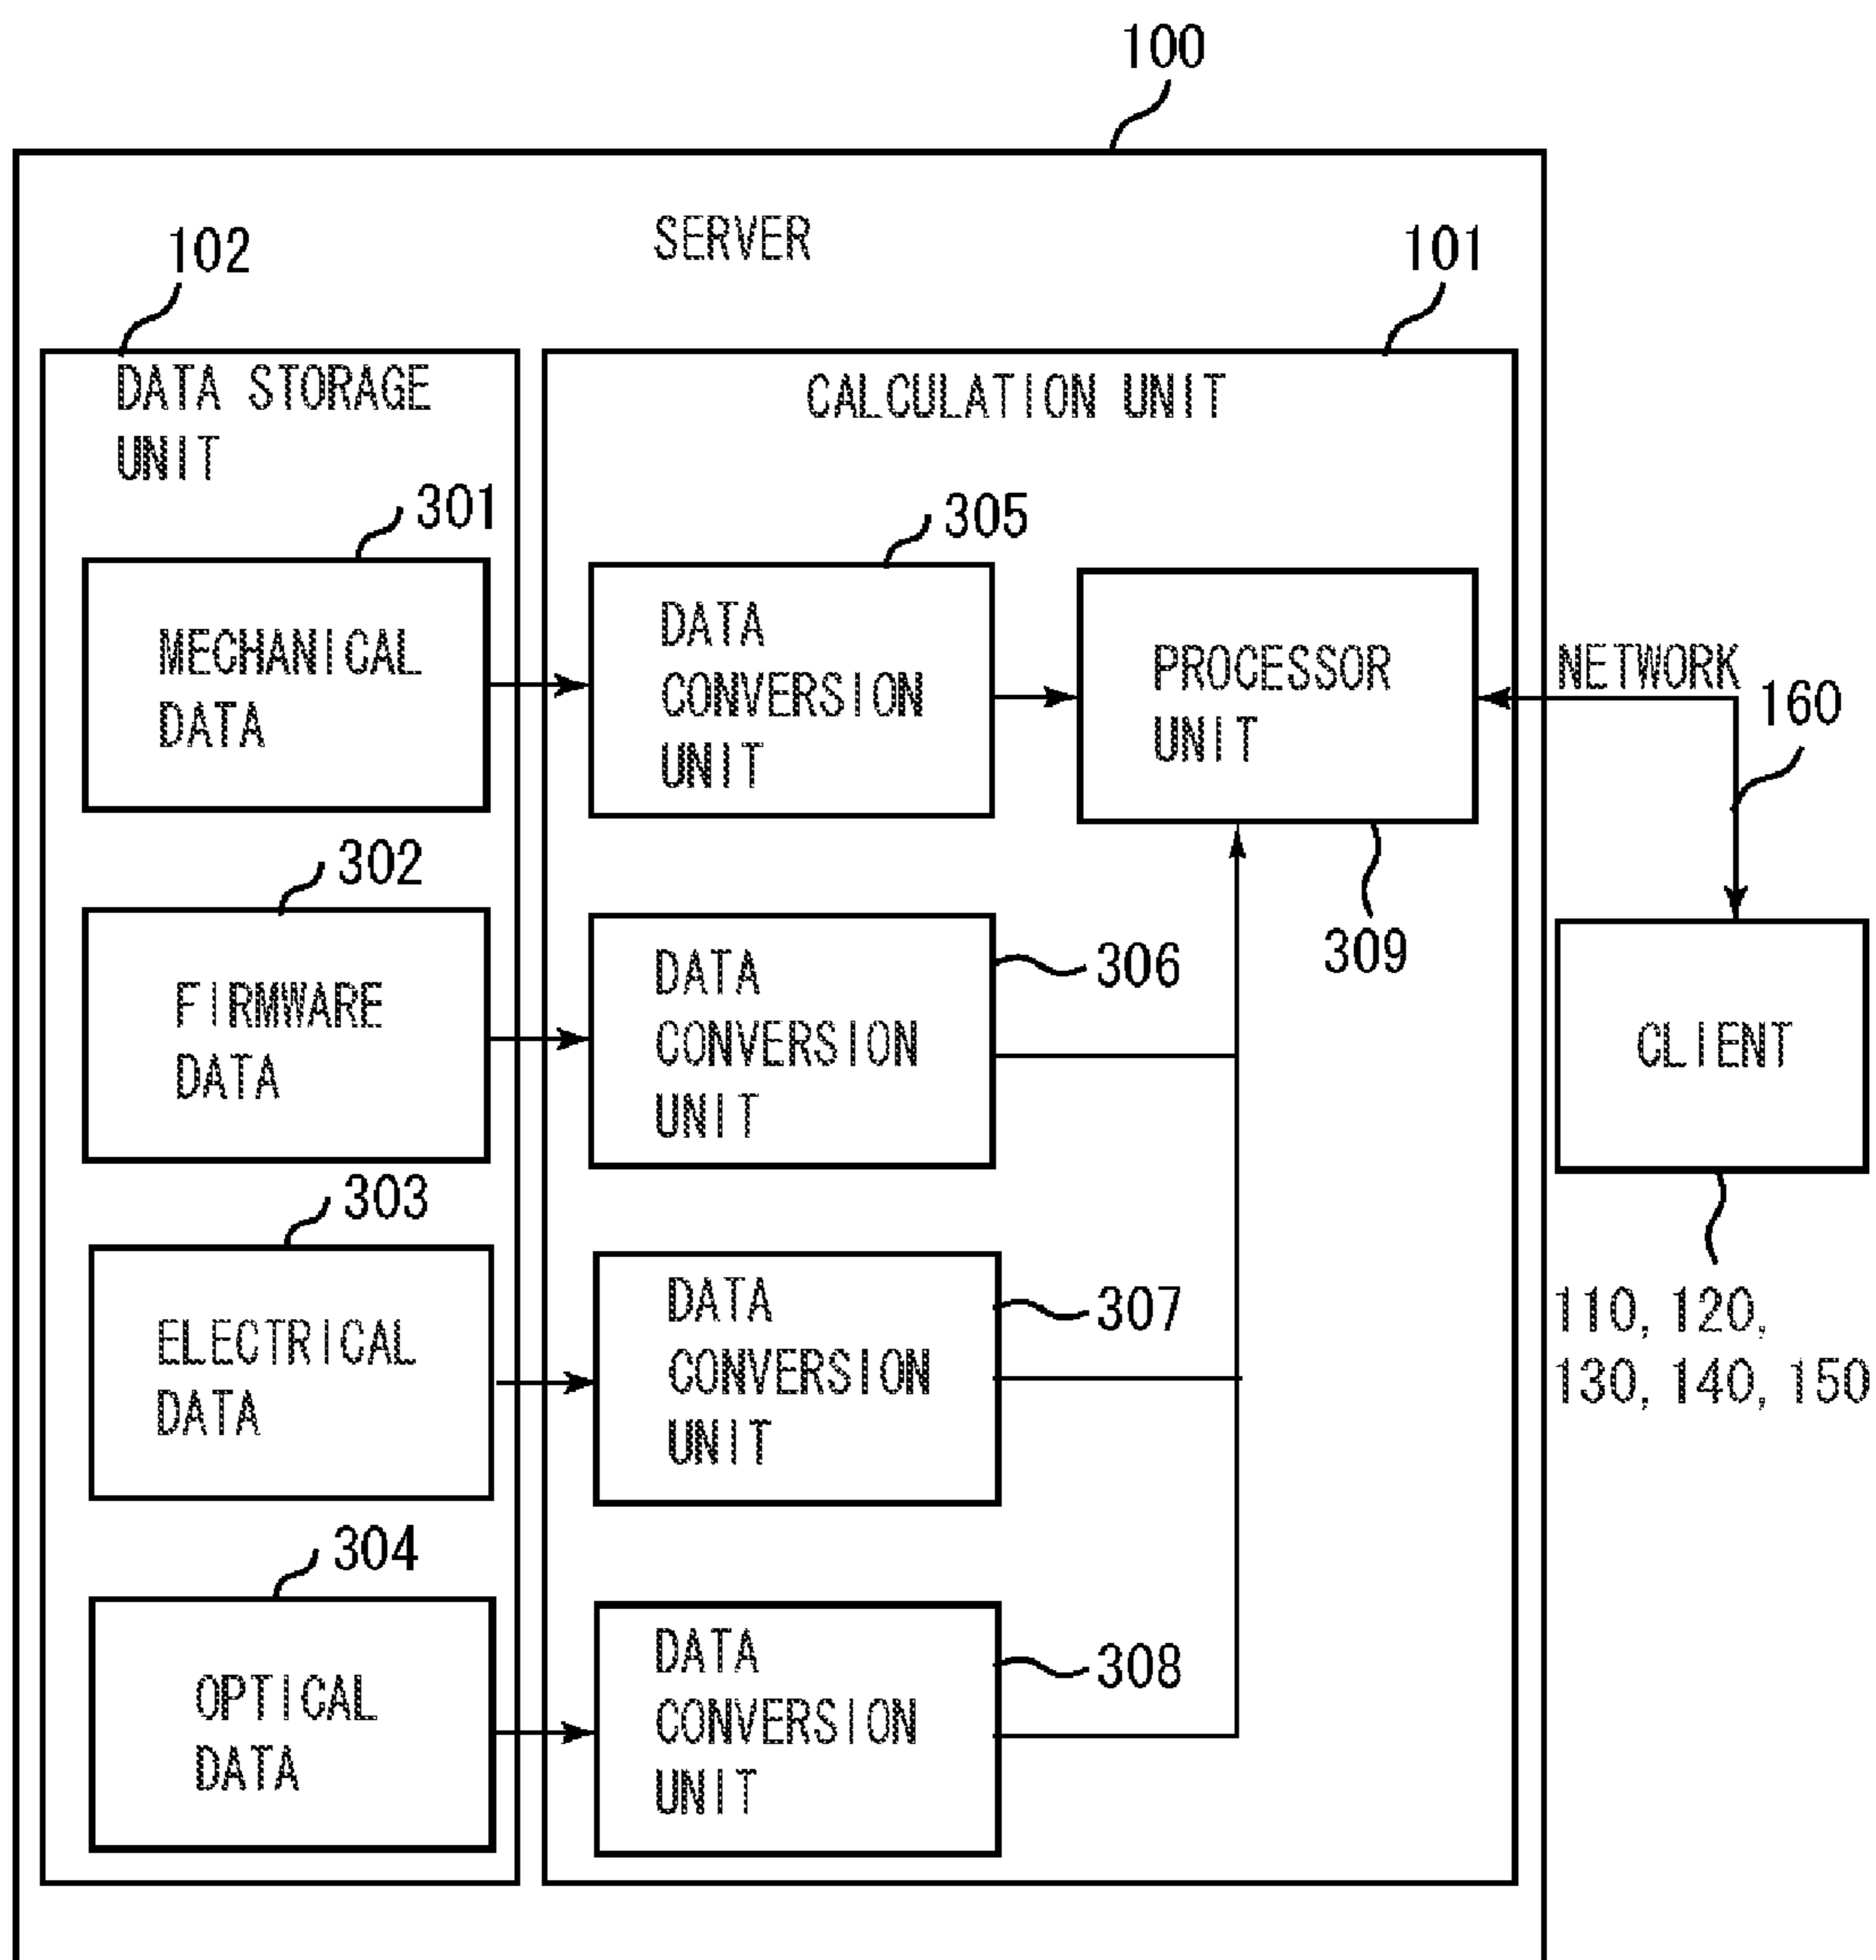 100
SERVER
102
101
DATA STORAGE
UNIT
CALCULATION UNIT
301
305
MECHANICAL
DATA
DATA
CONVERSION
UNIT
PROCESSOR
UNIT
NETWORK
160
302
306
309
FIRMWARE
DATA
DATA
CONVERSION
UNIT
CLIENT
303
307
110, 120,
130, 140, 150
ELECTRICAL
DATA
DATA
CONVERSION
UNIT
304
308
OPTICAL
DATA
DATA
CONVERSION
UNIT